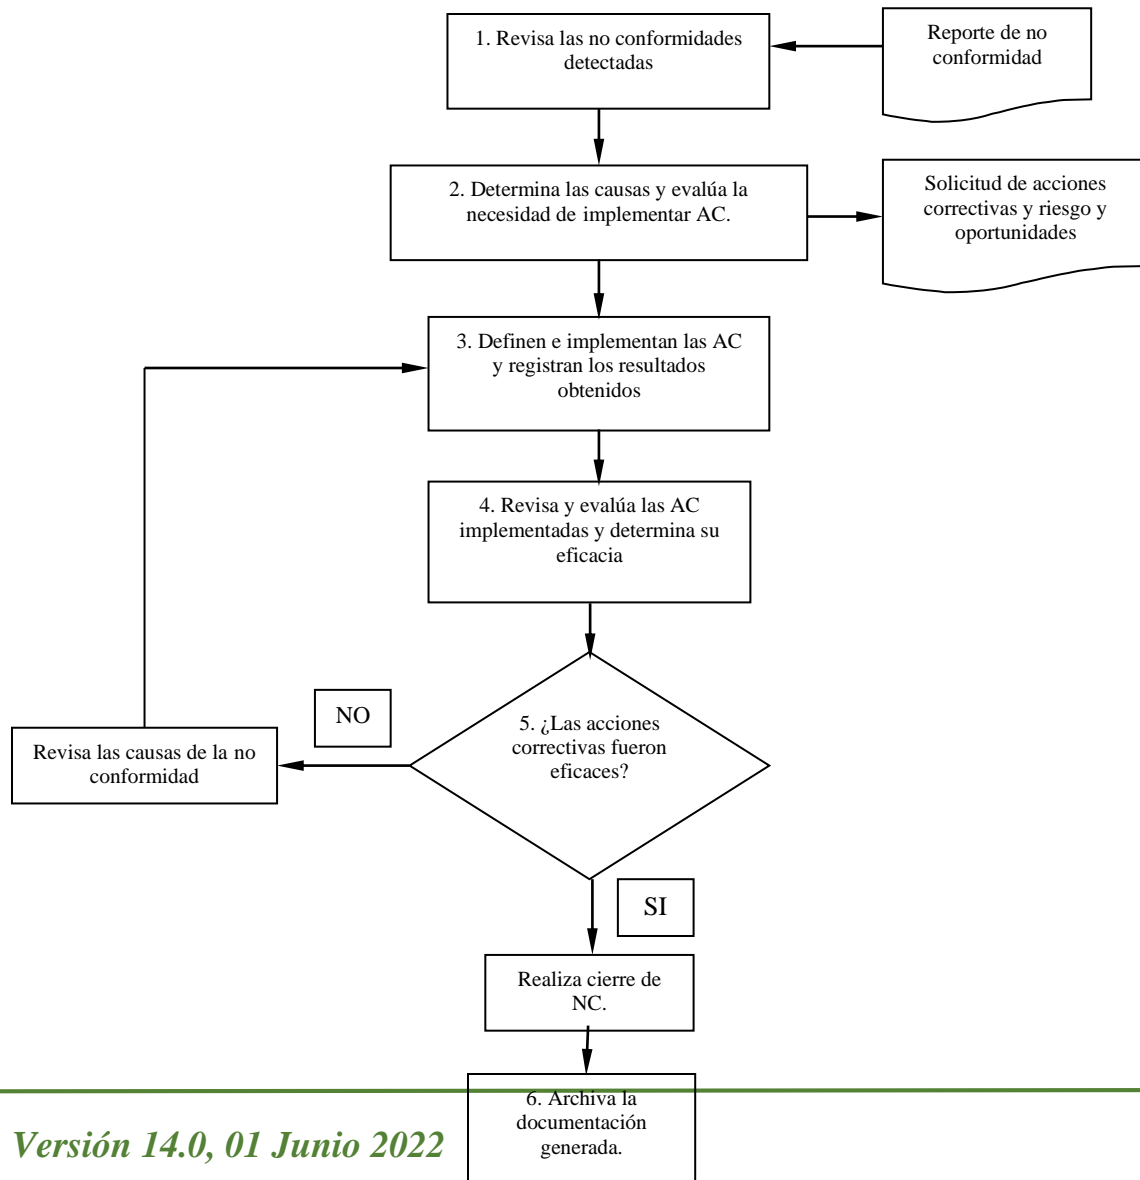 1. Revisa las no conformidades
detectadas
Reporte de no
conformidad
2. Determina las causas y evalúa la
necesidad de implementar AC.
Solicitud de acciones
correctivas y riesgo y
oportunidades
3. Definen e implementan las AC
y registran los resultados
obtenidos
4. Revisa y evalúa las AC
implementadas y determina su
eficacia
5. ¿Las acciones
correctivas fueron
eficaces?
NO
Revisa las causas de la no
conformidad
SI
Realiza cierre de
NC.
6. Archiva la
documentación
generada.
Versión 14.0, 01 Junio 2022